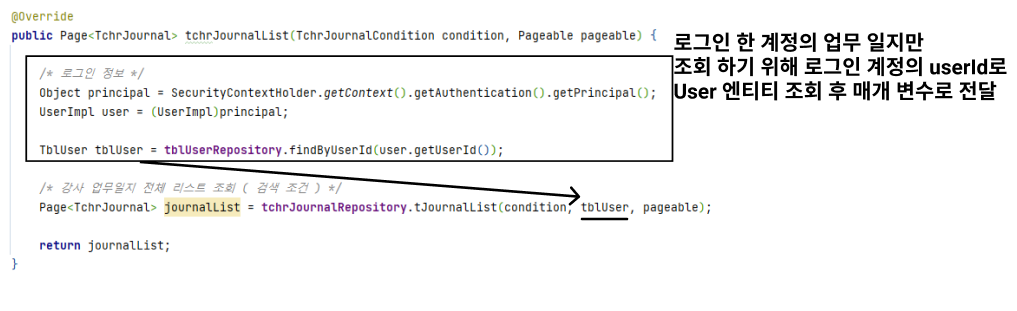 @Override
public Page<TchrJournal> tchrJournalList(TchrJournalCondition condition, Pageable pageable) {
로그인 한 계정의 업무 일지만
조회 하기 위해 로그인 계정의 userId로
User 엔티티 조회 후 매개 변수로 전달
/* 로그인 정보 */
Object principal = SecurityContextHolder.getContext().getAuthentication().getPrincipal();
UserImpl user = (UserImpl)principal;
TblUser tblUser = tblUserRepository.findByUserId(user.getUserId());
/* 강사 업무일지 전체 리스트 조회 ( 검색 조건 ) */
Page<TchrJournal> journalList = tchrJournalRepository.tJournalList(condition, tblUser, pageable);
return journalList;
}